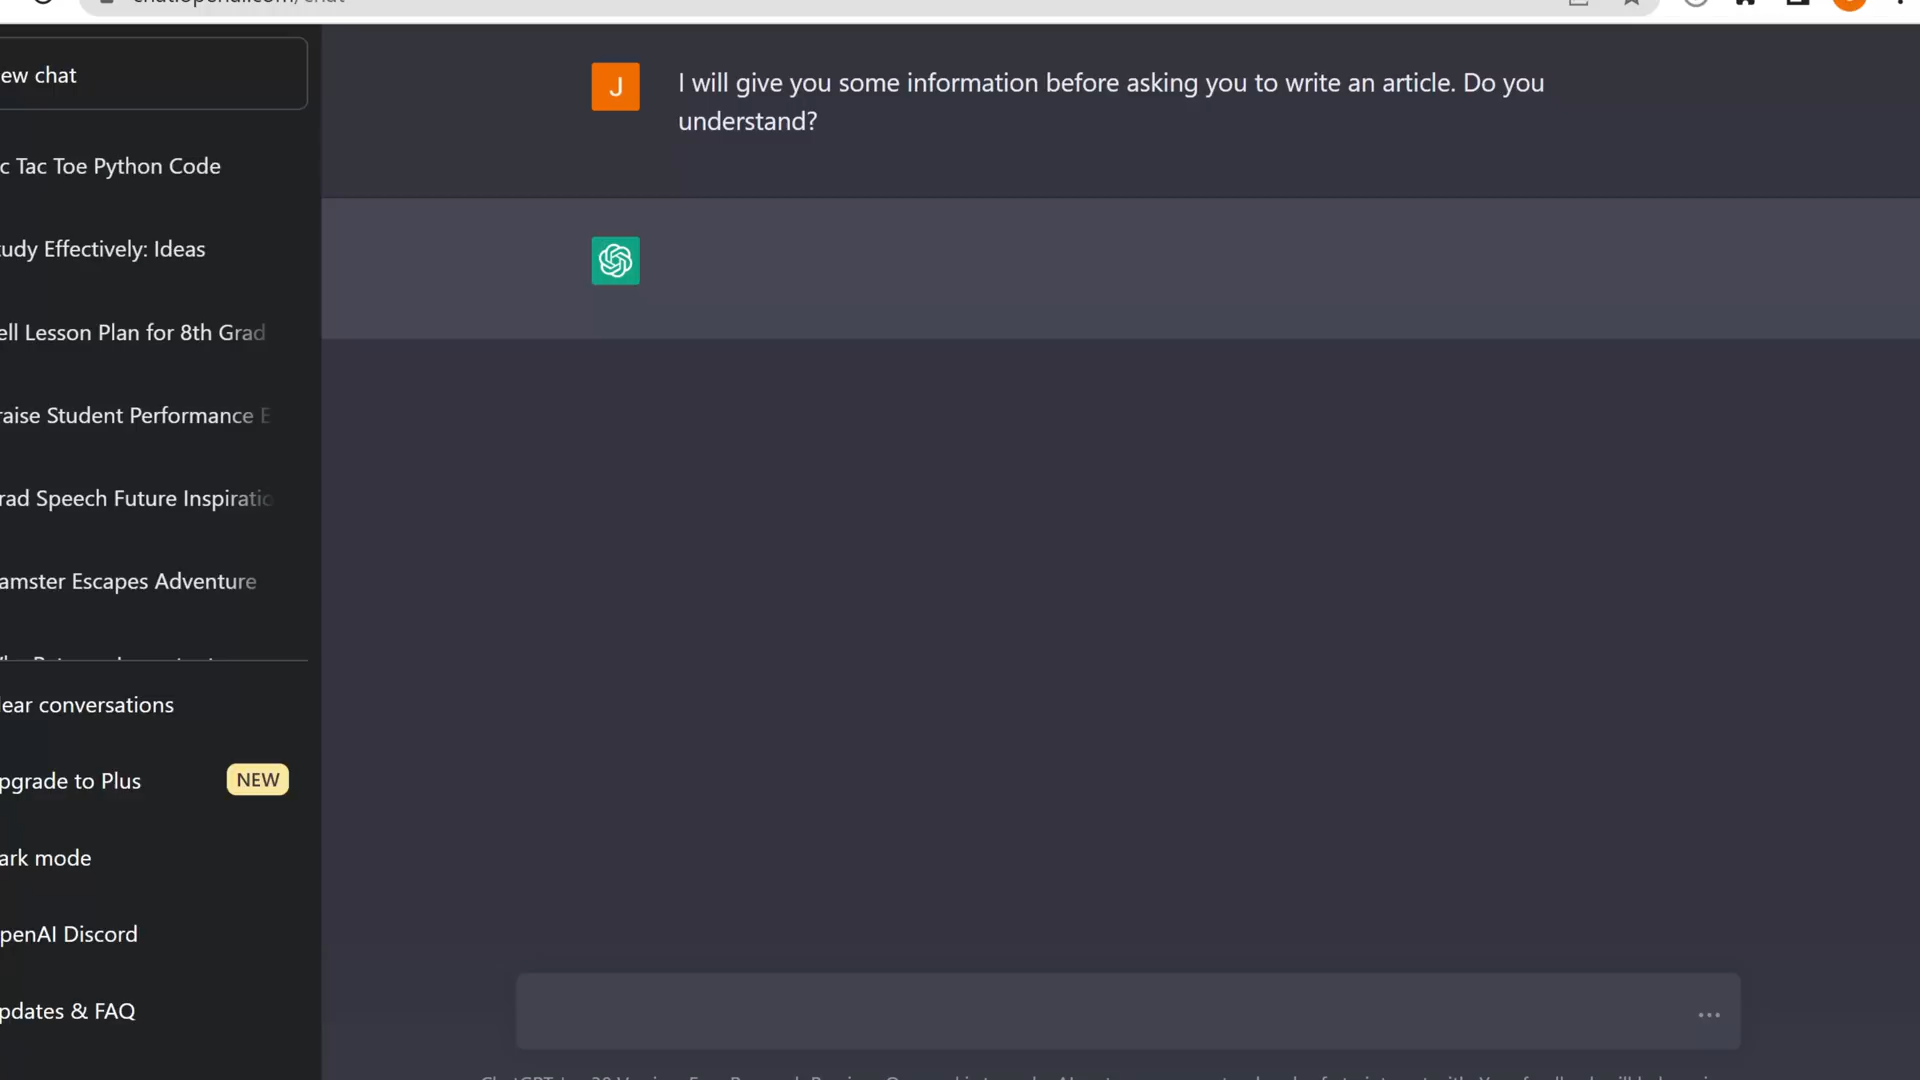 ew chat
J
I will give you some information before asking you to write an article. Do you
understand?
c Tac Toe Python Code
udy Effectively: Ideas
ell Lesson Plan for 8th Grad
raise Student Performance E
rad Speech Future Inspiratio
amster Escapes Adventure
ear conversations
pgrade to Plus
NEW
ark mode
penAI Discord
pdates & FAQ